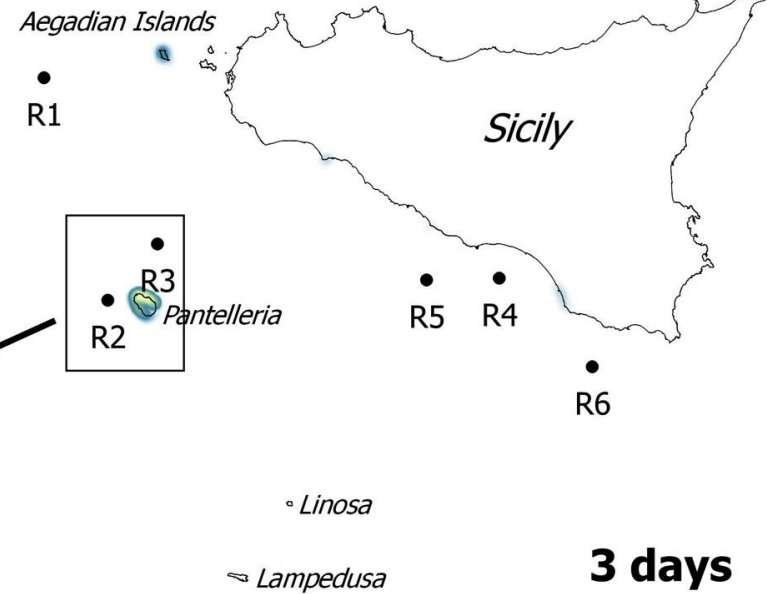 Aegadian Islands
R1
Sicily
R3
R2
Pantelleria
R5
R4
R6
Linosa
Lampedusa
3 days